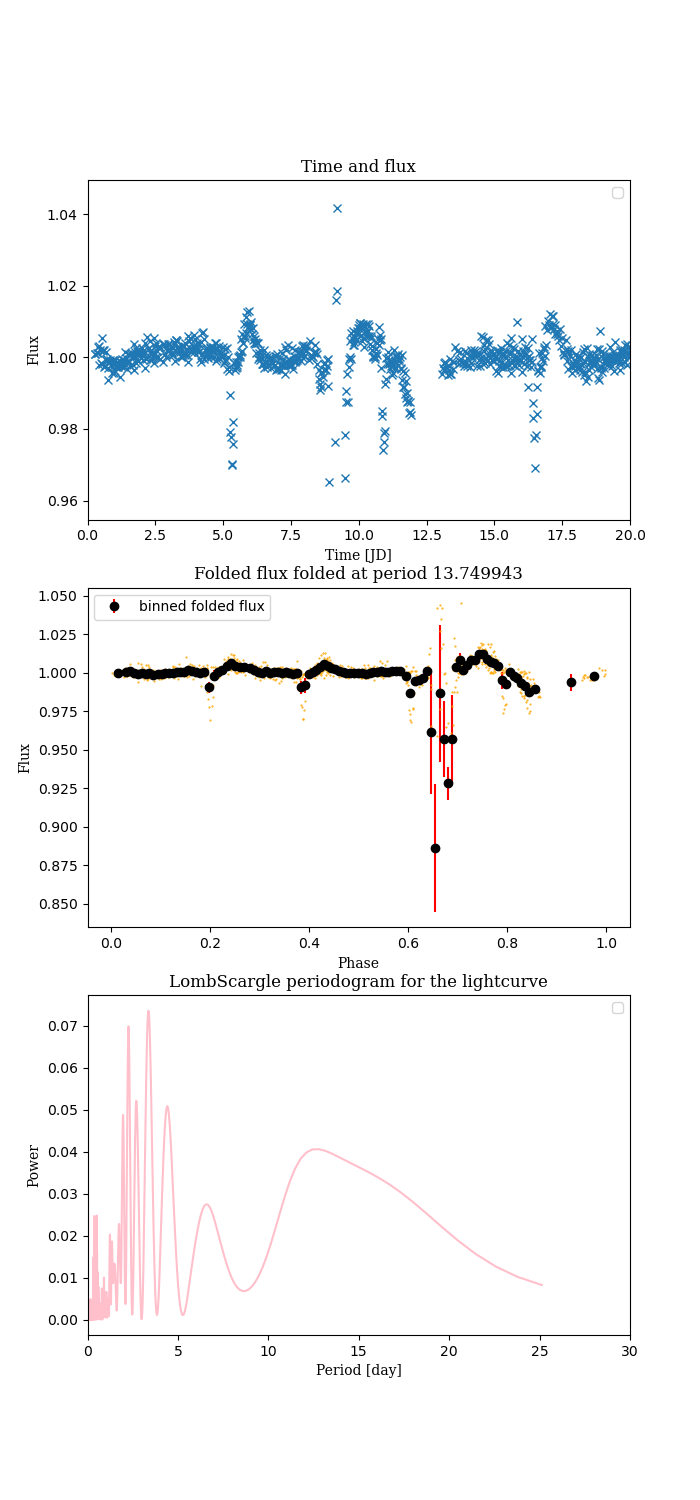 Time and flux
1.04
1.02
1.00
0.98
0.96
Flux
0.0 2.5 5.0 7.5 10.0 12.5 15.0 17.5 20.0
Time [JD]
Folded flux folded at period 13.749943
binned folded flux
1.050
1.025
1.000
0.975
0.950
0.925
0.900
0.875
0.850
Flux
0.0 0.2 0.4 0.6 0.8 1.0
Phase
LombScargle periodogram for the lightcurve
0.07
0.06
0.05
0.04
0.03
0.02
0.01
0.00
Power
0 5 10 15 20 25 30
Period [day]